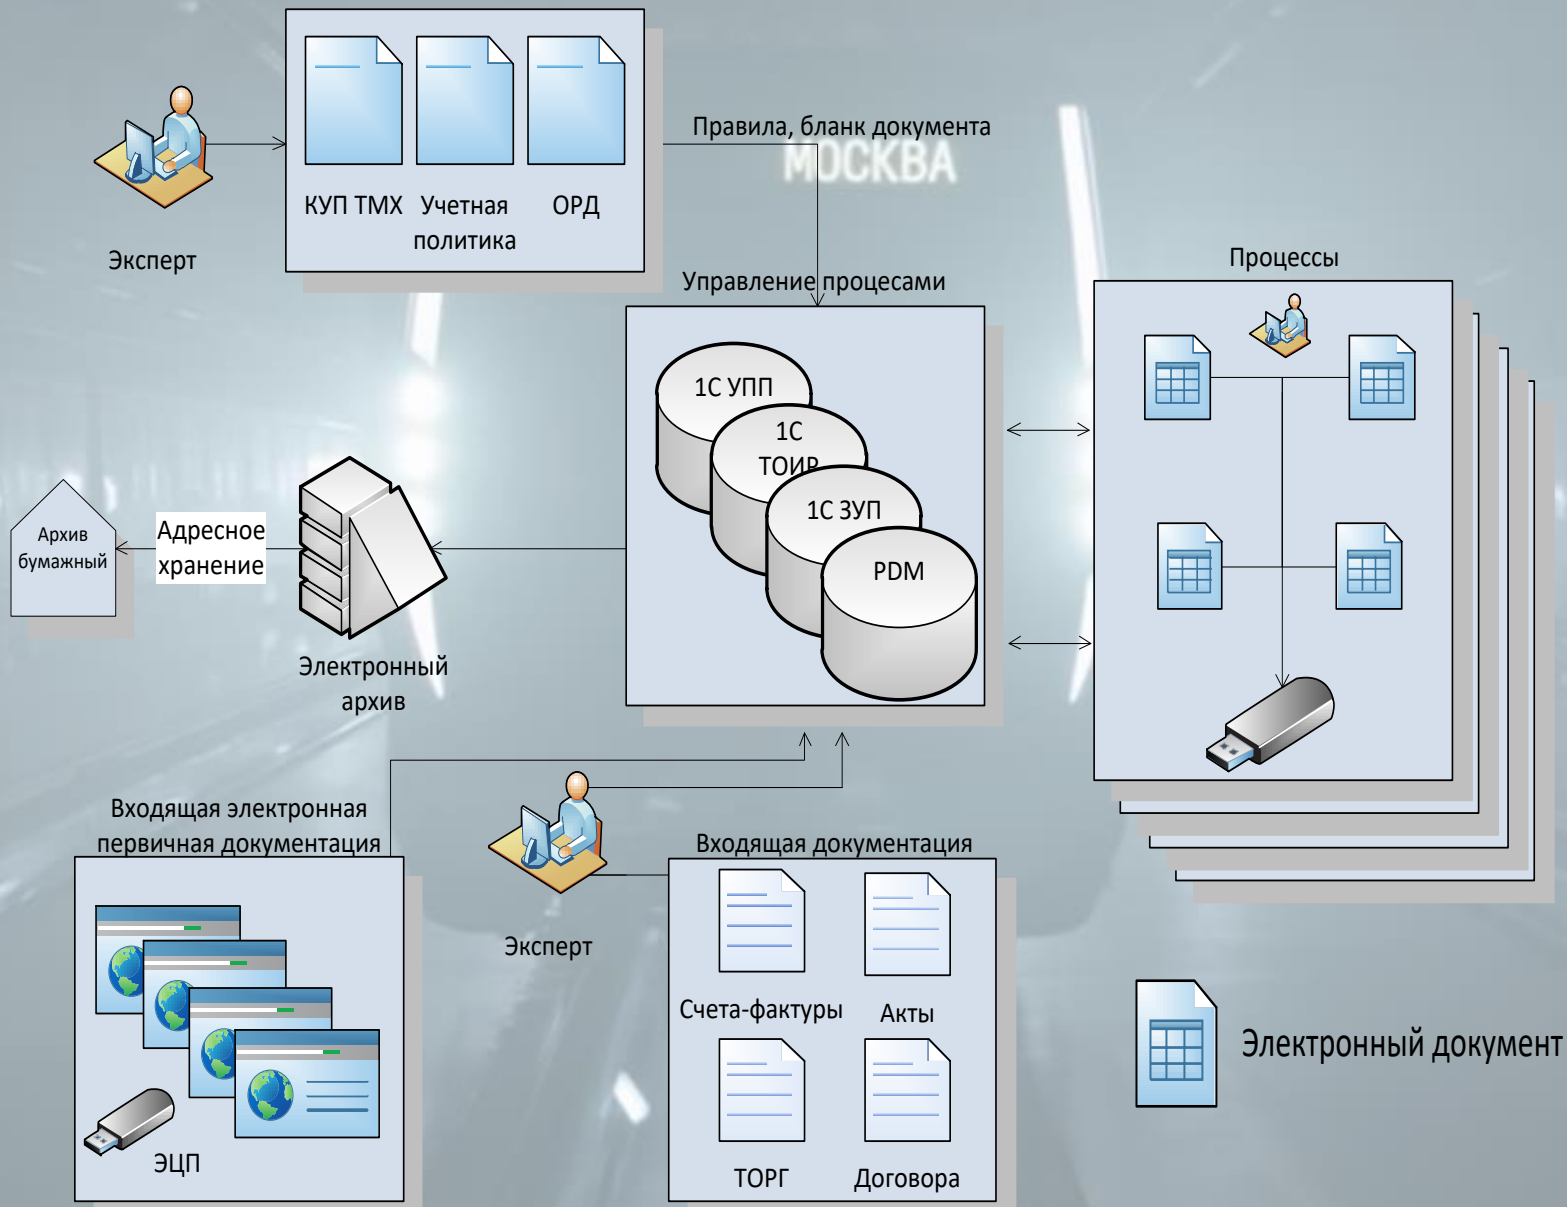 Правила, бланк документа
МОСКВА
КУП ТМХ
Учетная
политика
ОРД
Эксперт
Управление процесами
Процессы
1С УПП
1С
ТОИР
1С ЗУП
PDM
Архив
бумажный
Адресное
хранение
Электронный
архив
Входящая электронная
первичная документация
Входящая документация
Эксперт
Счета-фактуры
Акты
Электронный документ
ЭЦП
ТОРГ
Договора